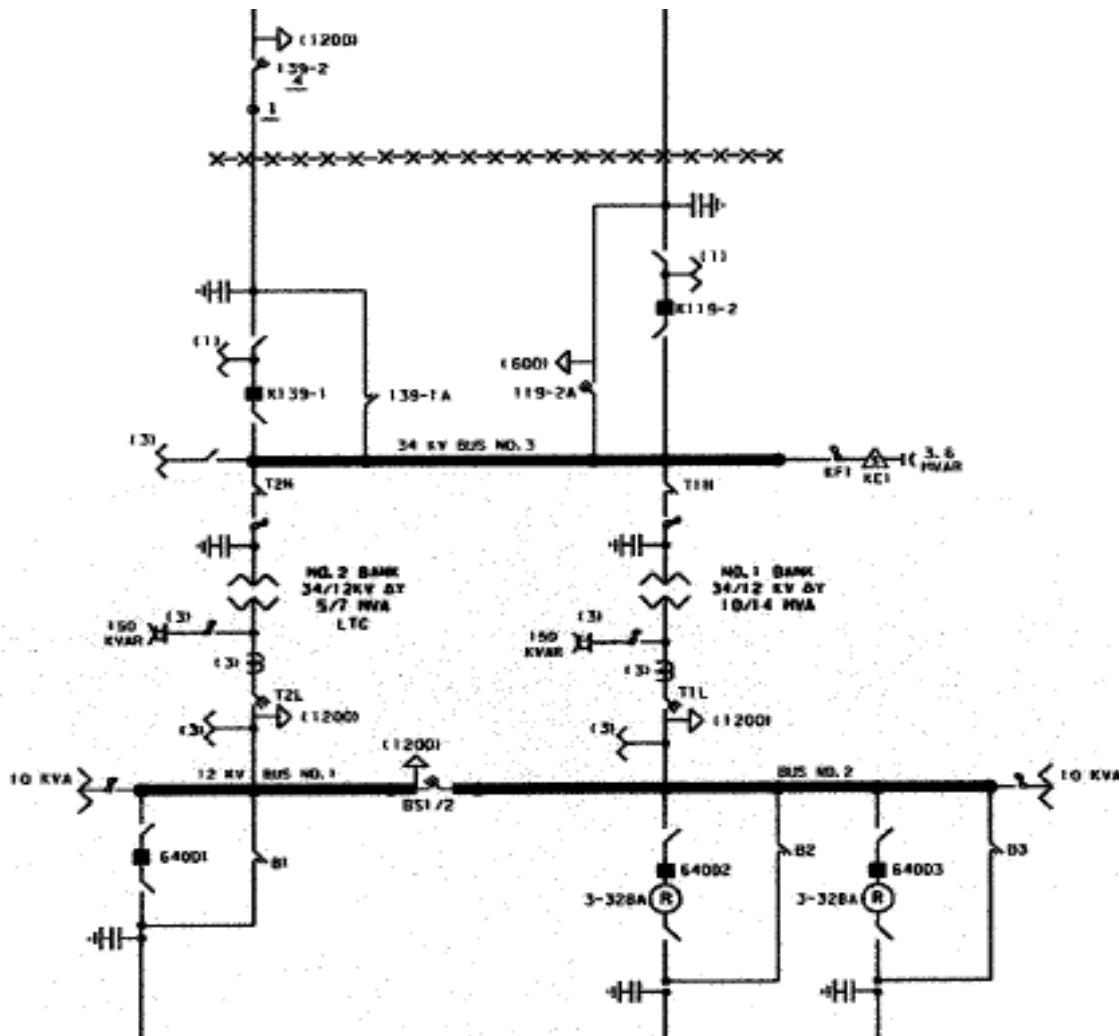 (1200)
139-2
4
1
(1)
K119-2
(1)
(600)
K139-1
139-1A
119-2A
(3)
34 KV BUS NO.3
KF1
KC1
3.6
MVAR
T2H
T1H
NO.2 BANK
34/12KV ΔY
5/7 MVA
LTC
NO.1 BANK
34/12 KV ΔY
10/14 MVA
150
KVAR
(3)
150
KVAR
(3)
(3)
(3)
T2L
T1L
(1200)
(1200)
(3)
(3)
(1200)
10 KVA
12 KV BUS NO.1
BUS NO.2
10 KVA
BS1/2
640D1
B1
640D2
B2
640D3
B3
3-328A
R
3-328A
R